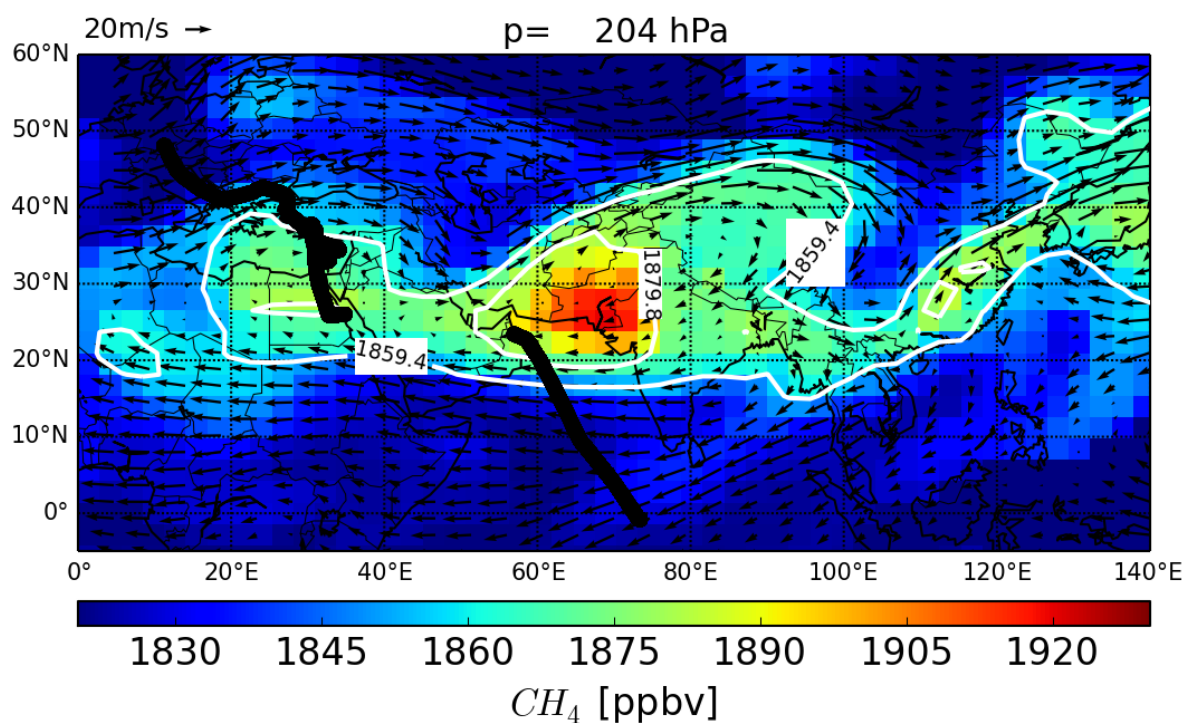 20m/s
p= 204 hPa
60°N
50°N
40°N
30°N
20°N
10°N
0°
1859.4
1879.8
1859.4
0° 20°E 40°E 60°E 80°E 100°E 120°E 140°E
1830 1845 1860 1875 1890 1905 1920
CH₄ [ppbv]